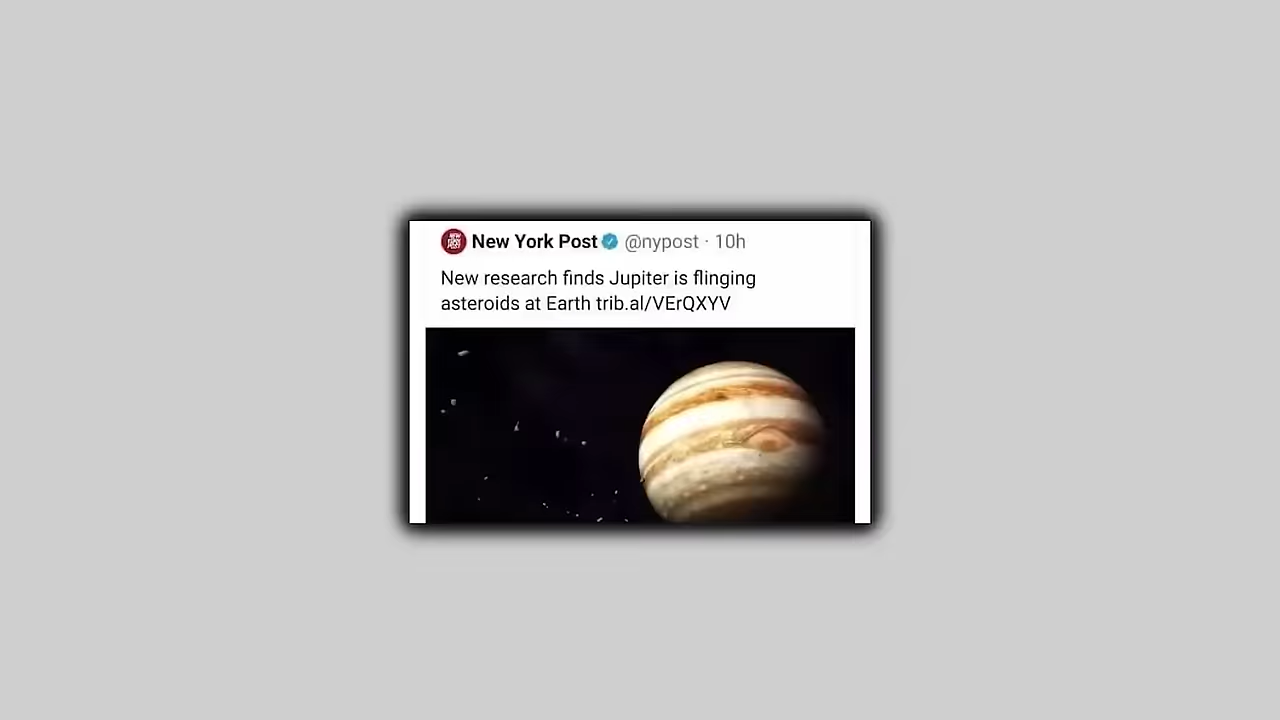 New York Post @nypost · 10h
New research finds Jupiter is flinging
asteroids at Earth trib.al/VErQXYV